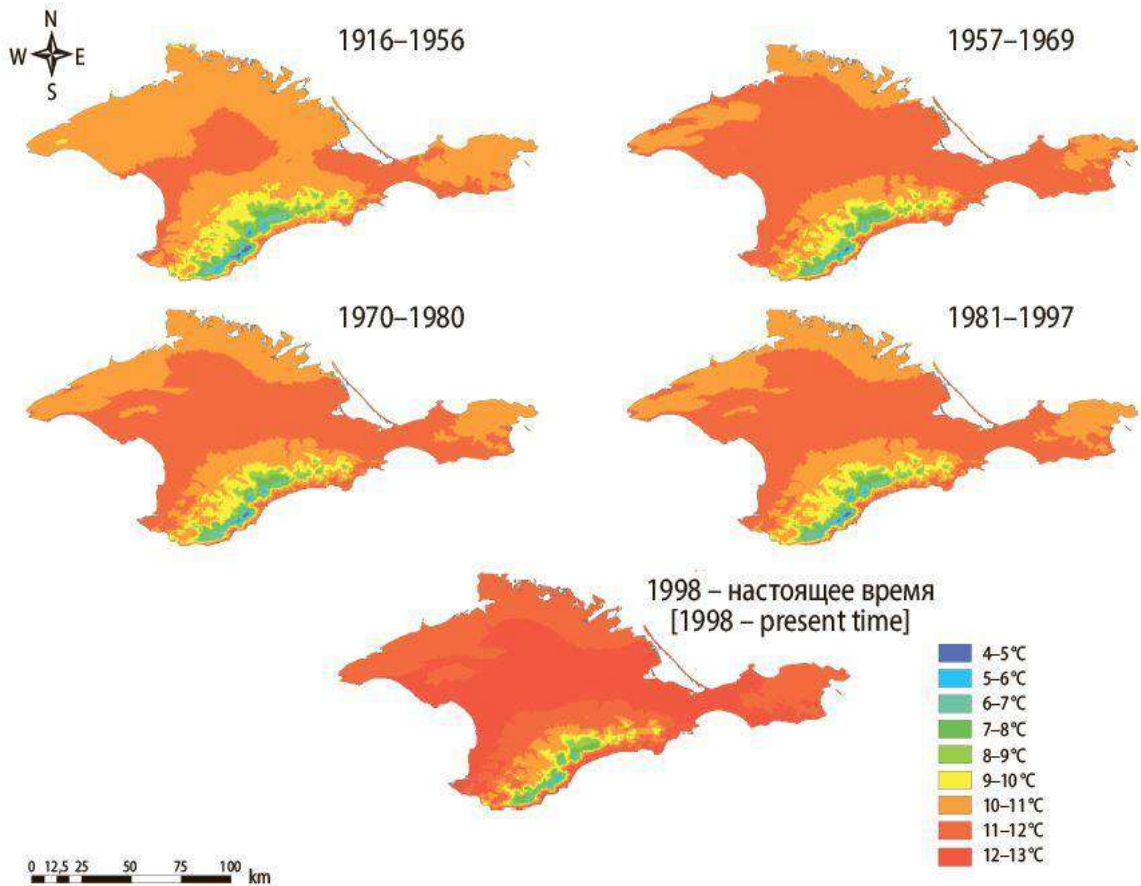 N
W E
S
1916–1956
1957–1969
1970–1980
1981–1997
1998 – настоящее время
[1998 – present time]
4–5°C
5–6°C
6–7°C
7–8°C
8–9°C
9–10°C
10–11°C
11–12°C
12–13°C
0 12,5 25 50 75 100 km